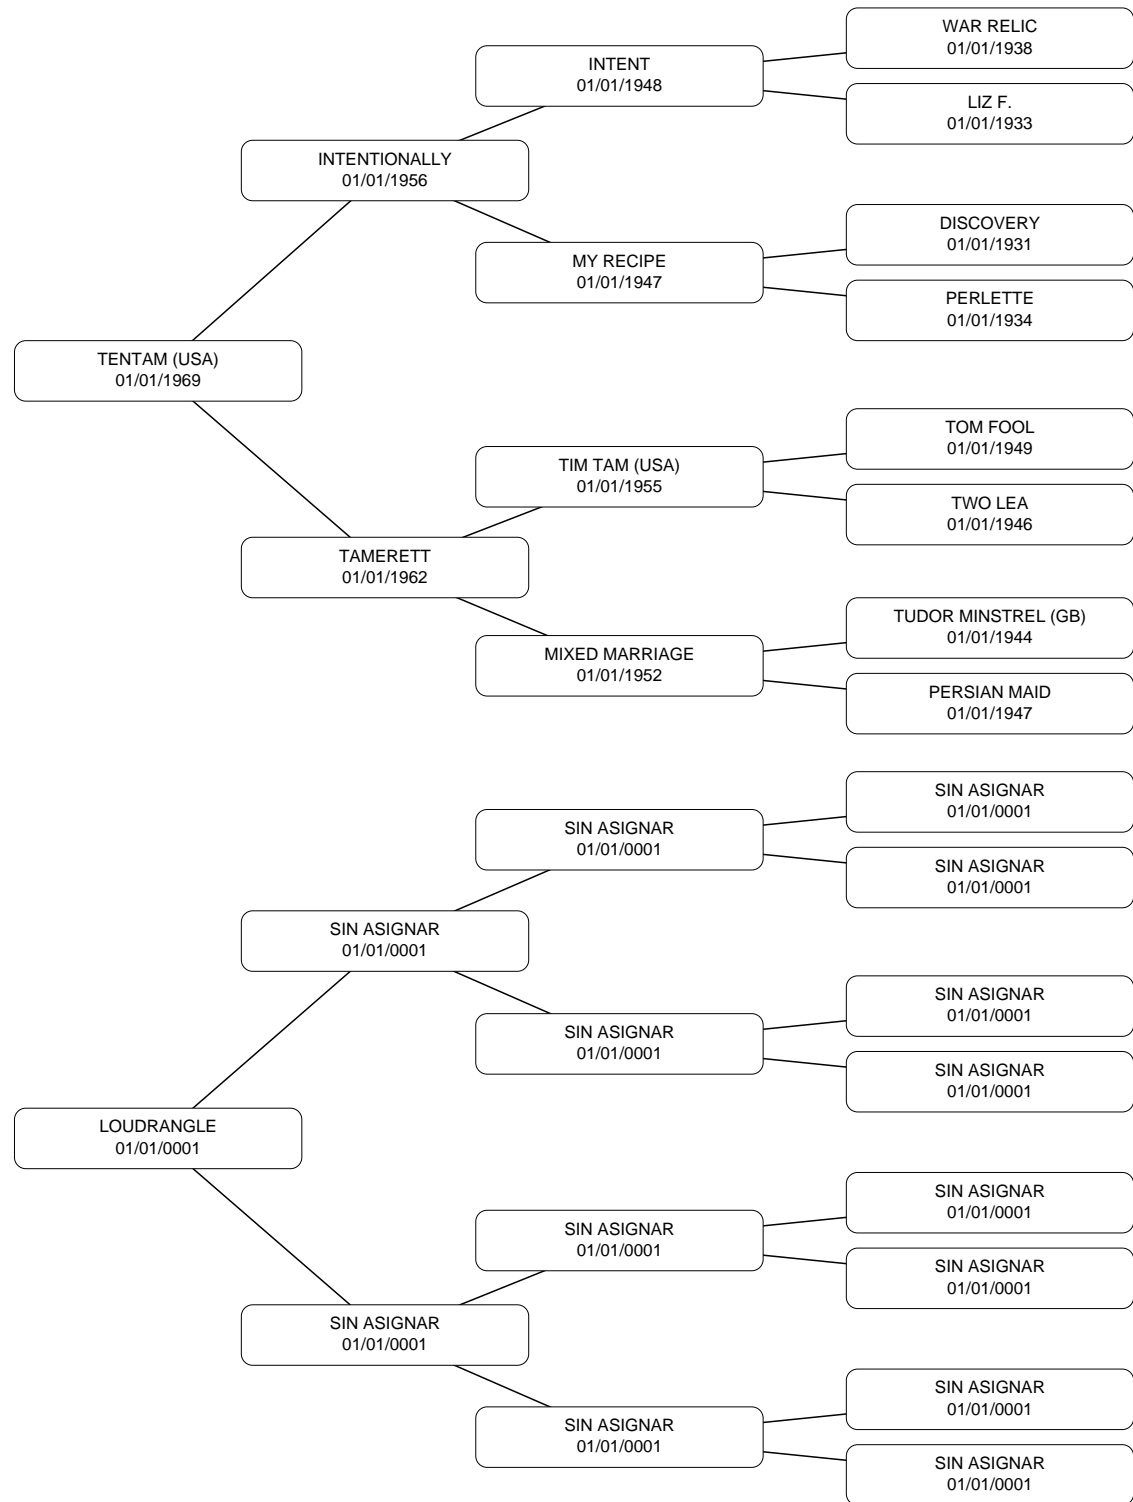 WAR RELIC
01/01/1938
INTENT
01/01/1948
LIZ F.
01/01/1933
INTENTIONALLY
01/01/1956
DISCOVERY
01/01/1931
MY RECIPE
01/01/1947
PERLETTE
01/01/1934
TENTAM (USA)
01/01/1969
TOM FOOL
01/01/1949
TIM TAM (USA)
01/01/1955
TWO LEA
01/01/1946
TAMERETT
01/01/1962
TUDOR MINSTREL (GB)
01/01/1944
MIXED MARRIAGE
01/01/1952
PERSIAN MAID
01/01/1947
SIN ASIGNAR
01/01/0001
SIN ASIGNAR
01/01/0001
SIN ASIGNAR
01/01/0001
SIN ASIGNAR
01/01/0001
SIN ASIGNAR
01/01/0001
SIN ASIGNAR
01/01/0001
SIN ASIGNAR
01/01/0001
LOUDRANGLE
01/01/0001
SIN ASIGNAR
01/01/0001
SIN ASIGNAR
01/01/0001
SIN ASIGNAR
01/01/0001
SIN ASIGNAR
01/01/0001
SIN ASIGNAR
01/01/0001
SIN ASIGNAR
01/01/0001
SIN ASIGNAR
01/01/0001